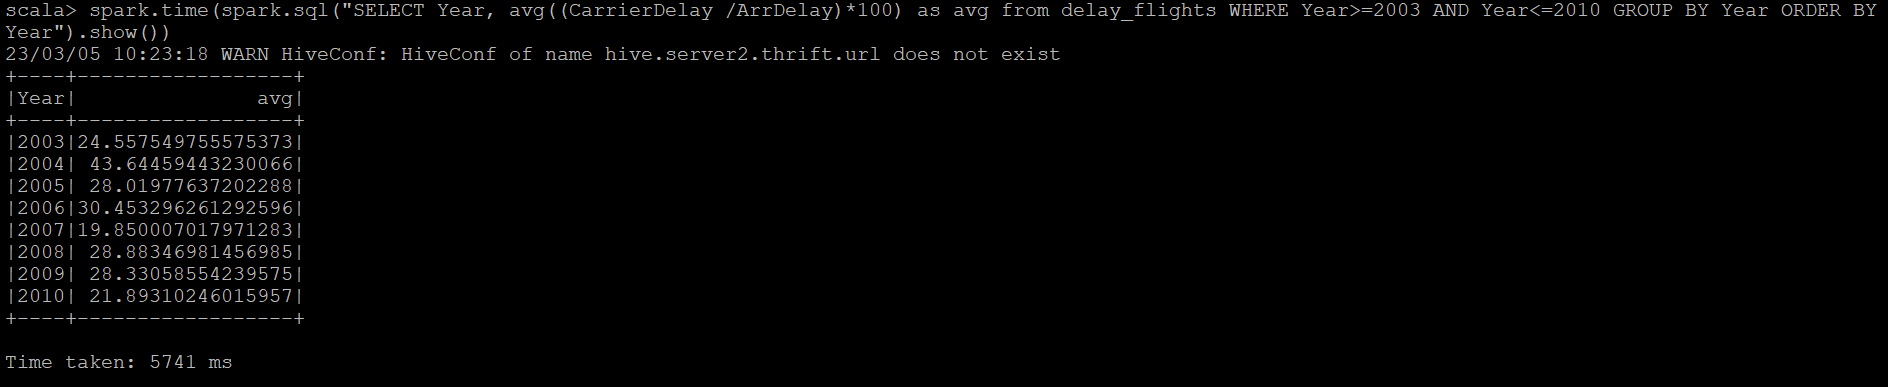 scala> spark.time(spark.sql("SELECT Year, avg((CarrierDelay /ArrDelay)*100) as avg from delay_flights WHERE Year>=2003 AND Year<=2010 GROUP BY Year ORDER BY
Year").show())
23/03/05 10:23:18 WARN HiveConf: HiveConf of name hive.server2.thrift.url does not exist
+----+------------------+
|Year|               avg|
+----+------------------+
|2003|24.557549755575373|
|2004| 43.64459443230066|
|2005| 28.01977637202288|
|2006|30.453296261292596|
|2007|19.850007017971283|
|2008| 28.88346981456985|
|2009| 28.33058554239575|
|2010| 21.89310246015957|
+----+------------------+
Time taken: 5741 ms